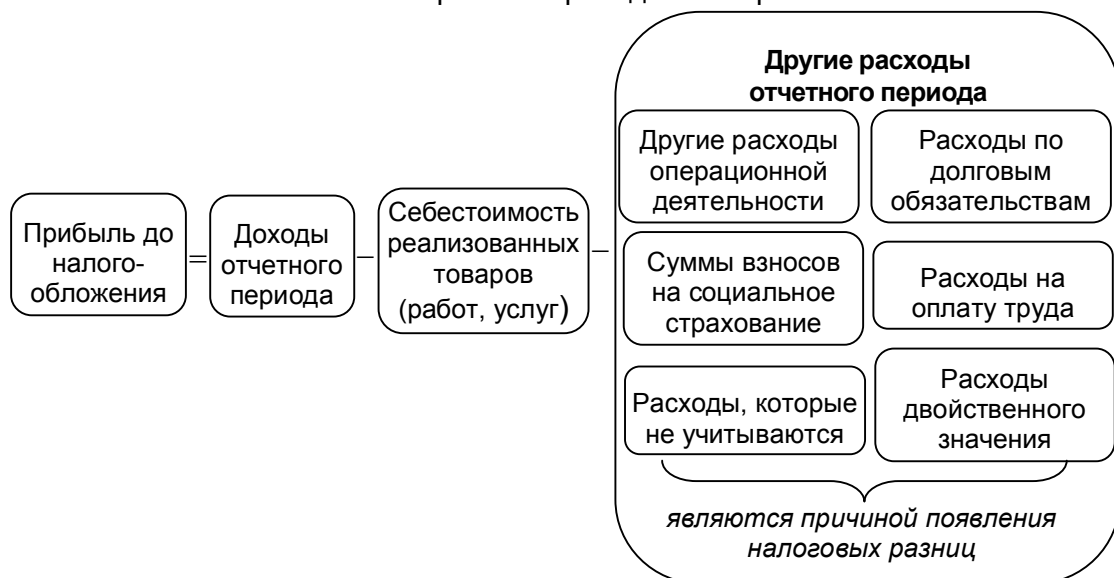 Прибыль до
налого-
обложения
=
Доходы
отчетного
периода
–
Себестоимость
реализованных
товаров
(работ, услуг)
–
Другие расходы
отчетного периода
Другие расходы
операционной
деятельности
Расходы по
долговым
обязательствам
Суммы взносов
на социальное
страхование
Расходы на
оплату труда
Расходы, которые
не учитываются
Расходы
двойственного
значения
являются причиной появления
налоговых разниц